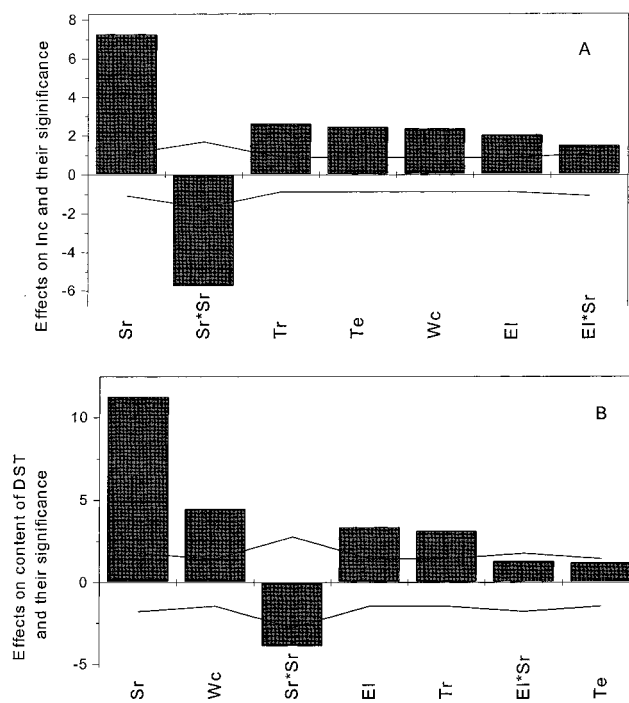 Effects on Inc and their siginificance
8
6
4
2
0
-2
-4
-6
A
Sr
Sr*Sr
Tr
Te
Wc
El
El*Sr
Effects on content of DST
and their significance
10
5
0
-5
B
Sr
Wc
Sr*Sr
El
Tr
El*Sr
Te